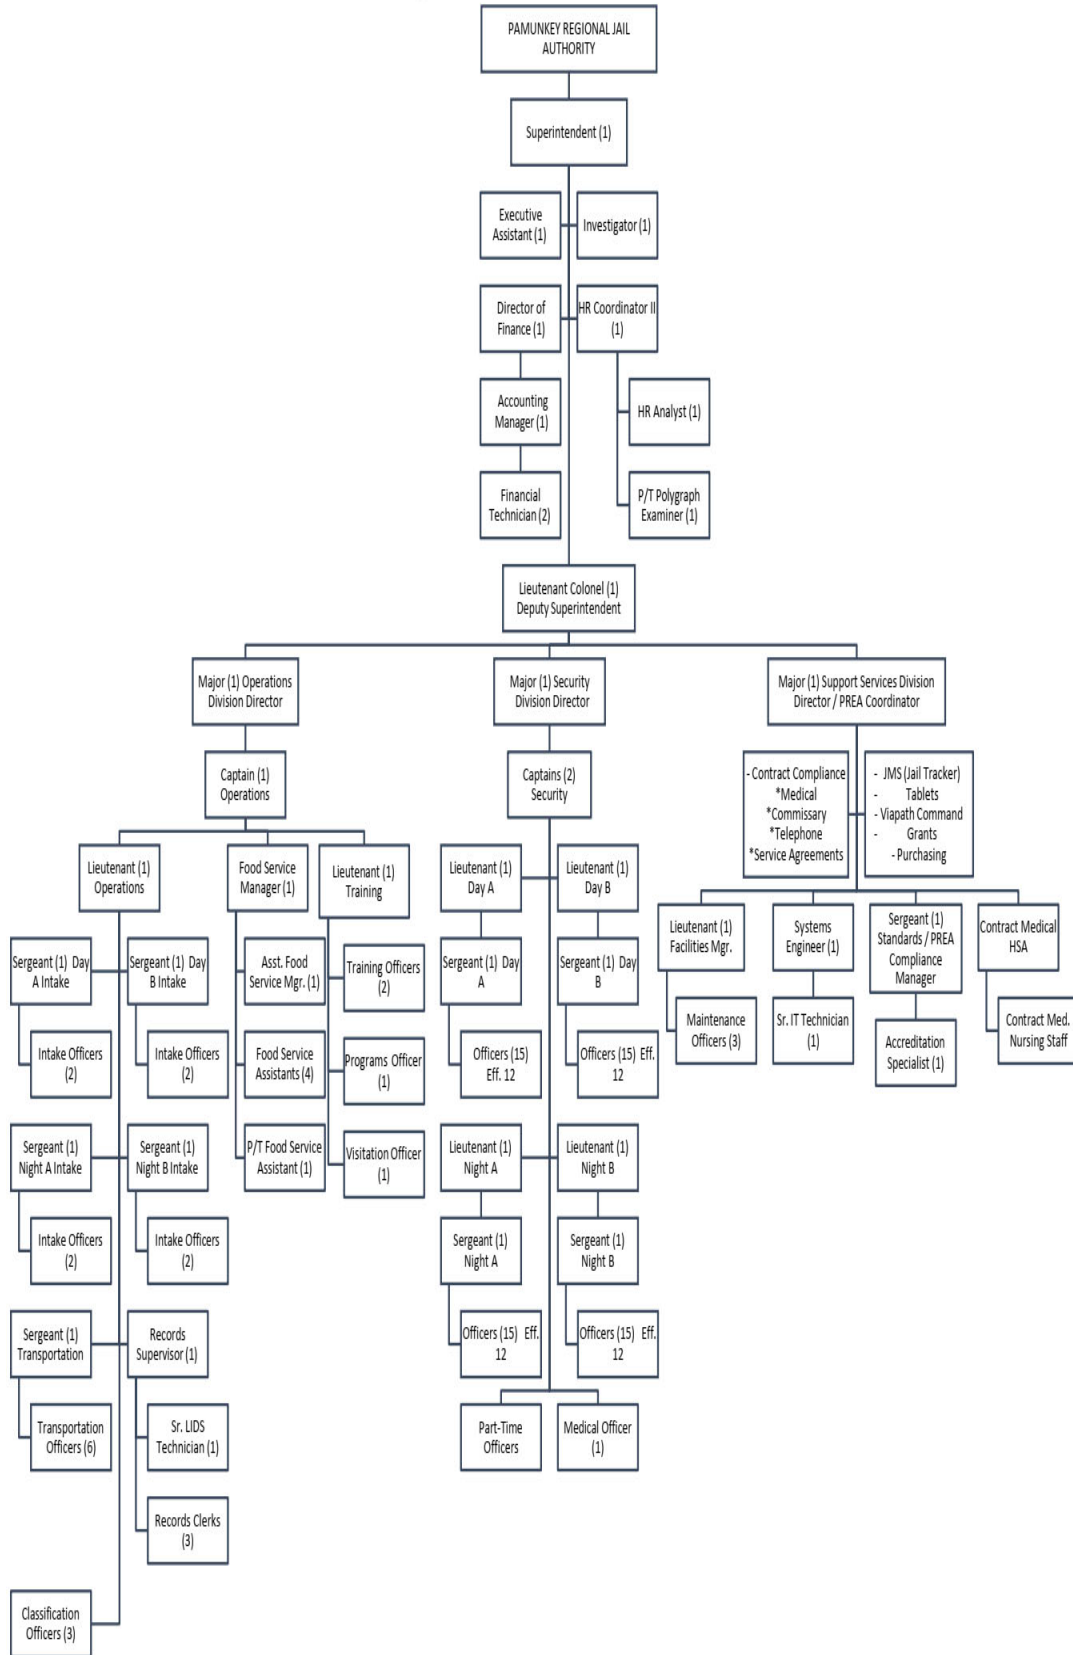 PAMUNKEY REGIONAL JAIL
AUTHORITY
Superintendent (1)
Executive
Assistant (1)
Investigator (1)
Director of
Finance (1)
HR Coordinator II
(1)
Accounting
Manager (1)
HR Analyst (1)
Financial
Technician (2)
P/T Polygraph
Examiner (1)
Lieutenant Colonel (1)
Deputy Superintendent
Major (1) Operations
Division Director
Major (1) Security
Division Director
Major (1) Support Services Division
Director / PREA Coordinator
Captain (1)
Operations
Captains (2)
Security
- Contract Compliance
*Medical
*Commissary
*Telephone
*Service Agreements
- JMS (Jail Tracker)
- Tablets
- Viapath Command
- Grants
- Purchasing
Lieutenant (1)
Operations
Food Service
Manager (1)
Lieutenant (1)
Training
Lieutenant (1)
Day A
Lieutenant (1)
Day B
Lieutenant (1)
Facilities Mgr.
Systems
Engineer (1)
Sergeant (1)
Standards / PREA
Compliance
Manager
Contract Medical
HSA
Sergeant (1) Day
A Intake
Sergeant (1) Day
B Intake
Asst. Food
Service Mgr. (1)
Training Officers
(2)
Sergeant (1) Day
A
Sergeant (1) Day
B
Maintenance
Officers (3)
Sr. IT Technician
(1)
Accreditation
Specialist (1)
Contract Med.
Nursing Staff
Intake Officers
(2)
Intake Officers
(2)
Food Service
Assistants (4)
Programs Officer
(1)
Officers (15)
Eff. 12
Officers (15) Eff.
12
Sergeant (1)
Night A Intake
Sergeant (1)
Night B Intake
P/T Food Service
Assistant (1)
Visitation Officer
(1)
Lieutenant (1)
Night A
Lieutenant (1)
Night B
Intake Officers
(2)
Intake Officers
(2)
Sergeant (1)
Night A
Sergeant (1)
Night B
Sergeant (1)
Transportation
Records
Supervisor (1)
Officers (15) Eff.
12
Officers (15) Eff.
12
Transportation
Officers (6)
Sr. LIDS
Technician (1)
Part-Time
Officers
Medical Officer
(1)
Records Clerks
(3)
Classification
Officers (3)